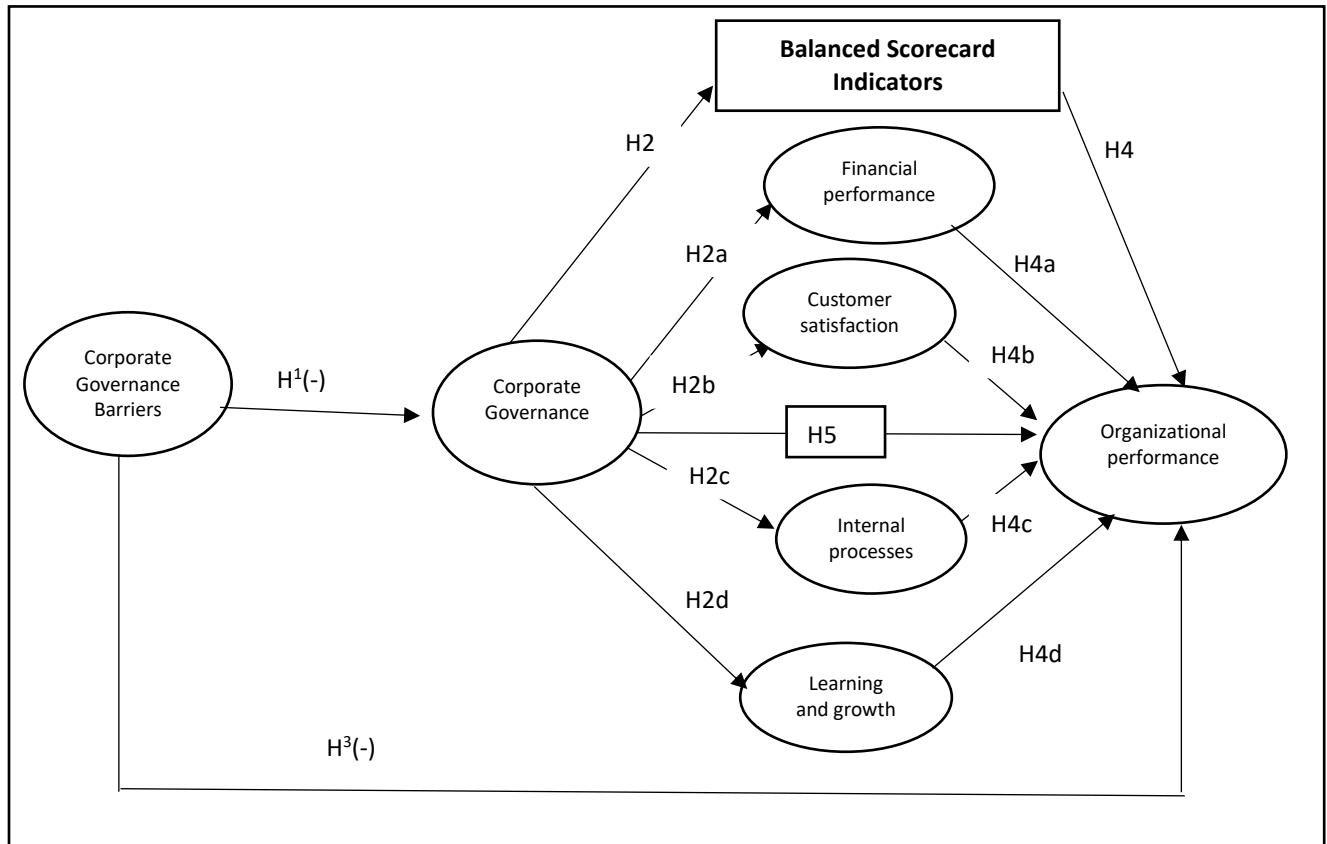 Balanced Scorecard
Indicators
H2
H4
Financial
performance
H2a
H4a
Customer
satisfaction
H4b
Corporate
Governance
Barriers
H¹(-)
Corporate
Governance
H2b
H5
Organizational
performance
H2c
Internal
processes
H4c
H2d
H4d
Learning
and growth
H³(-)